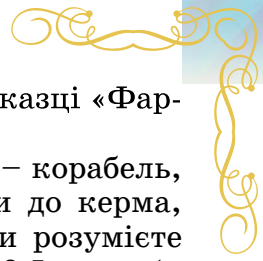 казці «Фар-
– корабель,
и до керма,
и розумієте